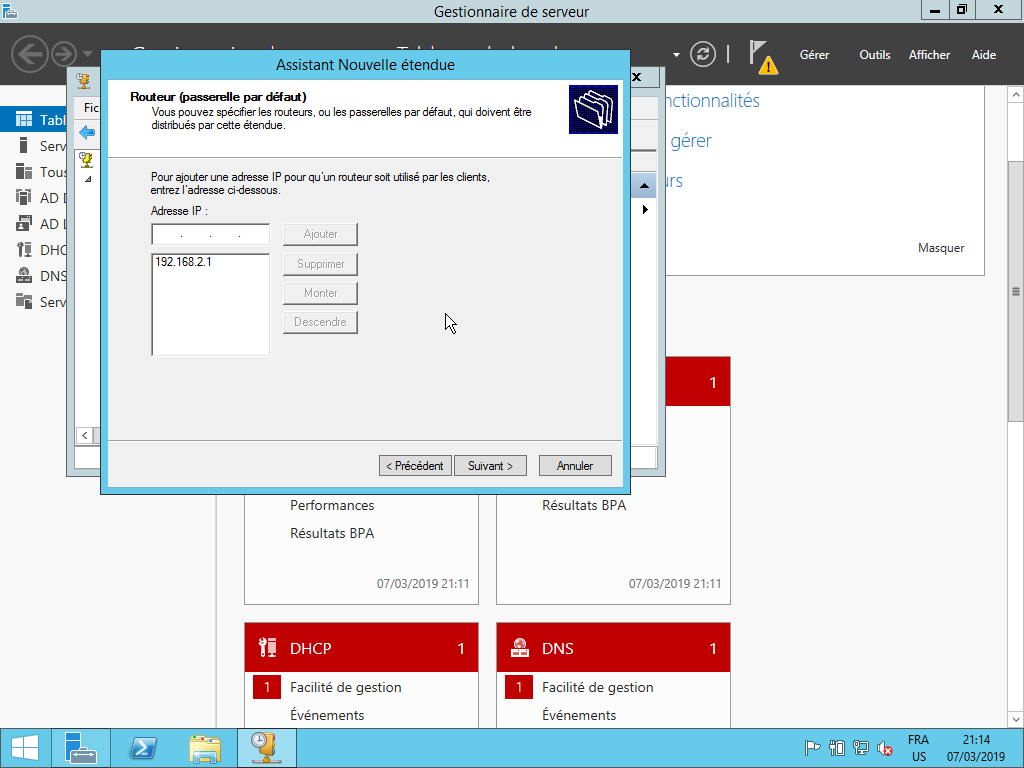 Gestionnaire de serveur
Gérer
Outils
Afficher
Aide
Assistant Nouvelle étendue
Routeur (passerelle par défaut)
Vous pouvez spécifier les routeurs, ou les passerelles par défaut, qui doivent être
distribués par cette étendue.
Pour ajouter une adresse IP pour qu'un routeur soit utilisé par les clients,
entrez l'adresse ci-dessous.
Adresse IP :
. . .
Ajouter
192.168.2.1
Supprimer
Monter
Descendre
< Précédent
Suivant >
Annuler
Fic
Tabl
Serv
Tous
AD
AD
DHC
DNS
Serv
nctionnalités
gérer
urs
Masquer
1
Performances
Résultats BPA
07/03/2019 21:11
Résultats BPA
07/03/2019 21:11
DHCP 1
1 Facilité de gestion
Événements
DNS 1
1 Facilité de gestion
Événements
FRA
US
21:14
07/03/2019